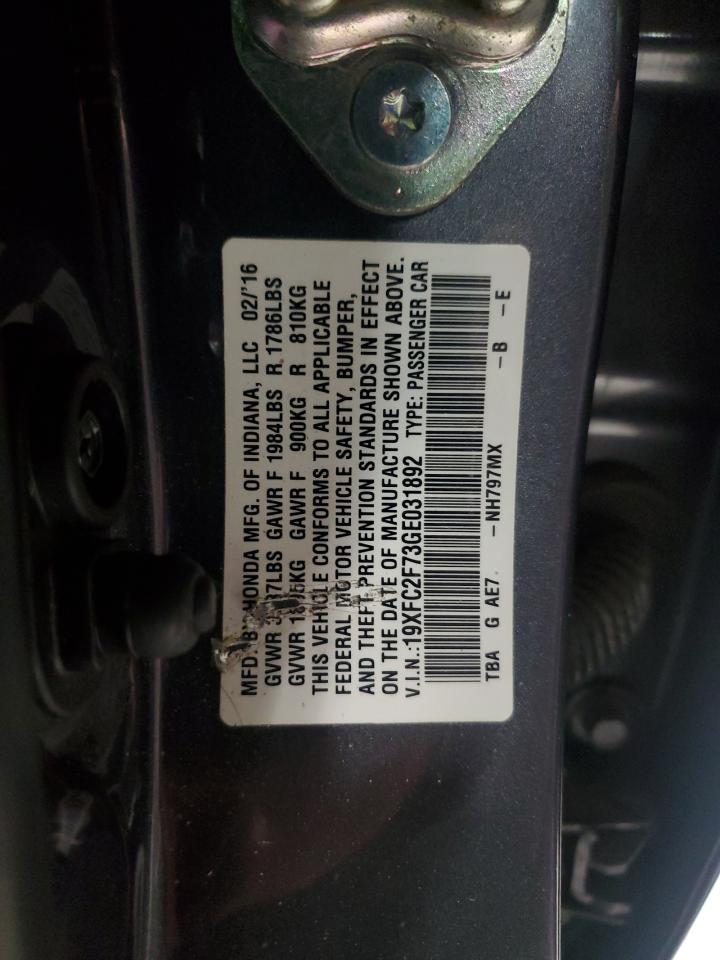 MFD. BY HONDA MFG. OF INDIANA, LLC 02/'16
GVWR GAWR F 1984LBS R 1786LBS
GVWR GAWR F 900KG R 810KG
THIS VEHICLE CONFORMS TO ALL APPLICABLE
FEDERAL MOTOR VEHICLE SAFETY, BUMPER,
AND THEFT PREVENTION STANDARDS IN EFFECT
ON THE DATE OF MANUFACTURE SHOWN ABOVE.
V.I.N.:19XFC2F73GE031892 TYPE: PASSENGER CAR
TBA G AE7 -NH797MX -B -E